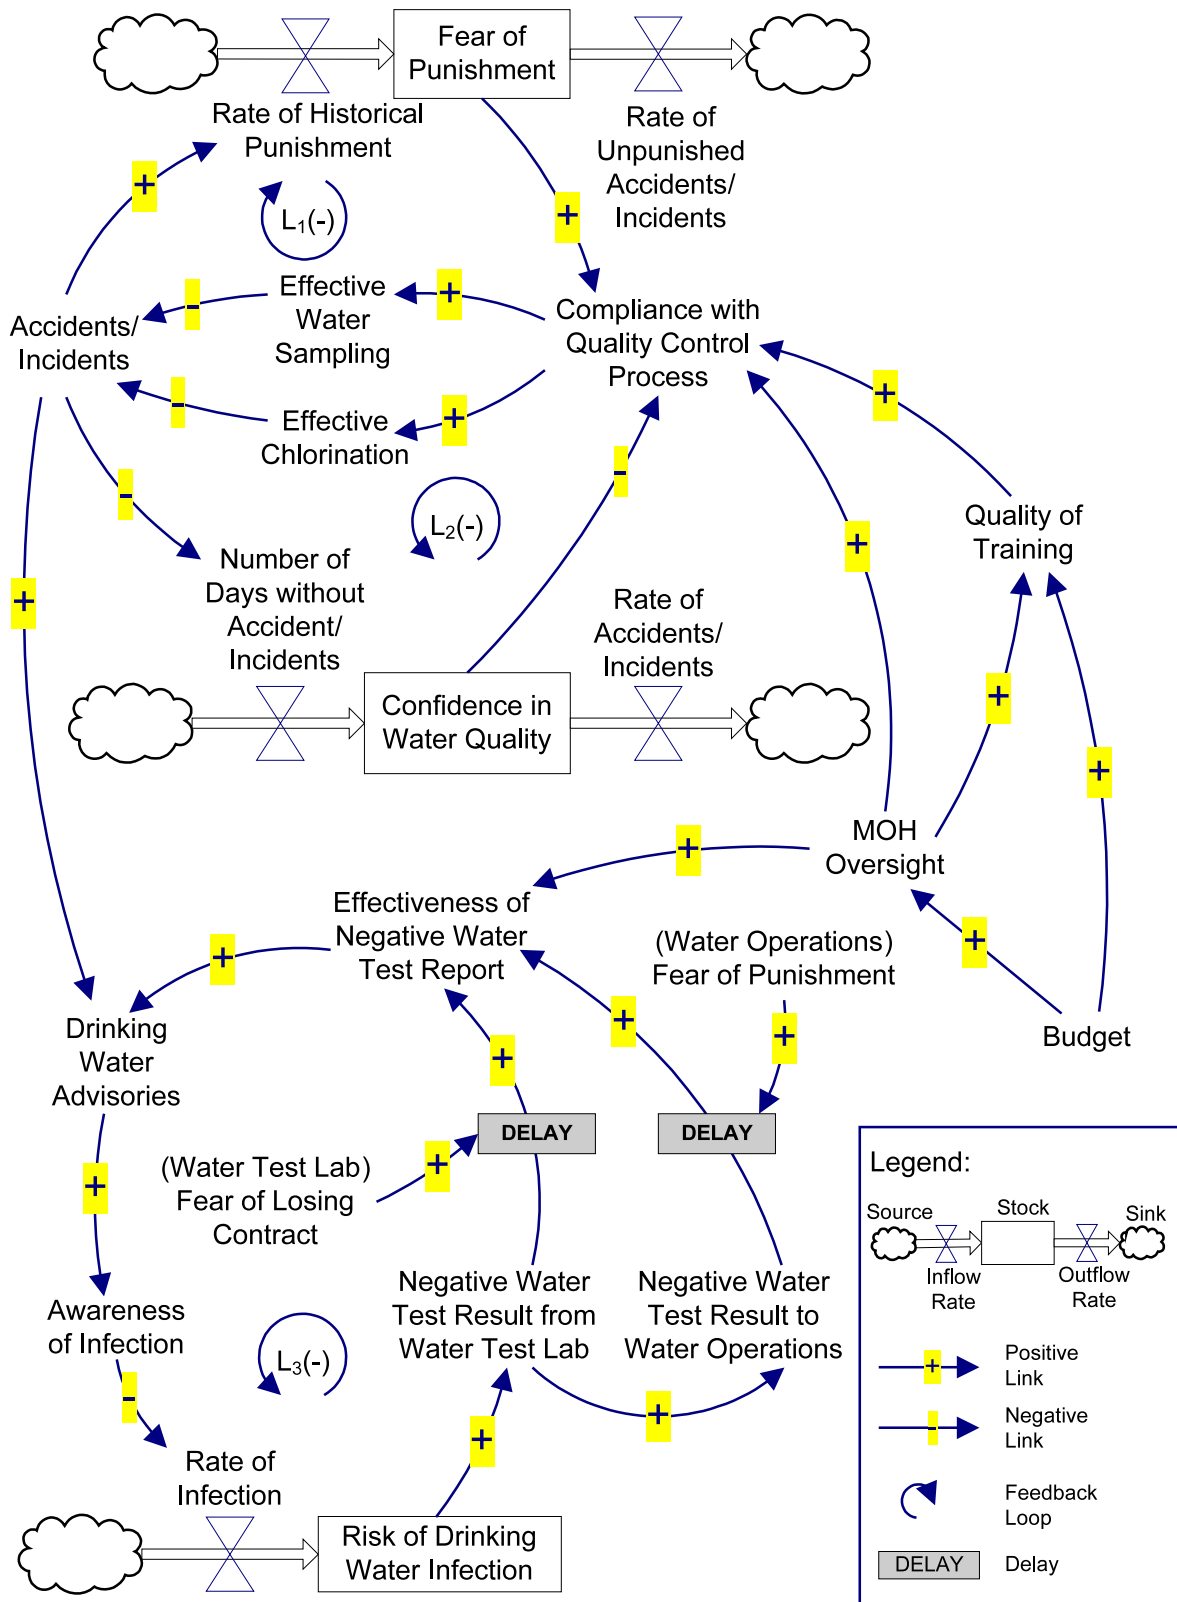 Fear of
Punishment
Rate of Historical
Punishment
Rate of
Unpunished
Accidents/
Incidents
+
+
L1(-)
Effective
Water
Sampling
-
+
Compliance with
Quality Control
Process
Accidents/
Incidents
Effective
Chlorination
-
+
+
-
-
L2(-)
Quality of
Training
+
+
Number of
Days without
Accident/
Incidents
Rate of
Accidents/
Incidents
Confidence in
Water Quality
+
+
MOH
Oversight
+
Effectiveness of
Negative Water
Test Report
+
(Water Operations)
Fear of Punishment
+
Budget
Drinking
Water
Advisories
+
+
+
DELAY
DELAY
(Water Test Lab)
Fear of Losing
Contract
+
+
Negative Water
Test Result from
Water Test Lab
Negative Water
Test Result to
Water Operations
Awareness
of Infection
L3(-)
-
+
+
Rate of
Infection
Risk of Drinking
Water Infection
Legend:
Source
Stock
Sink
Inflow
Rate
Outflow
Rate
+
Positive
Link
-
Negative
Link
Feedback
Loop
DELAY
Delay